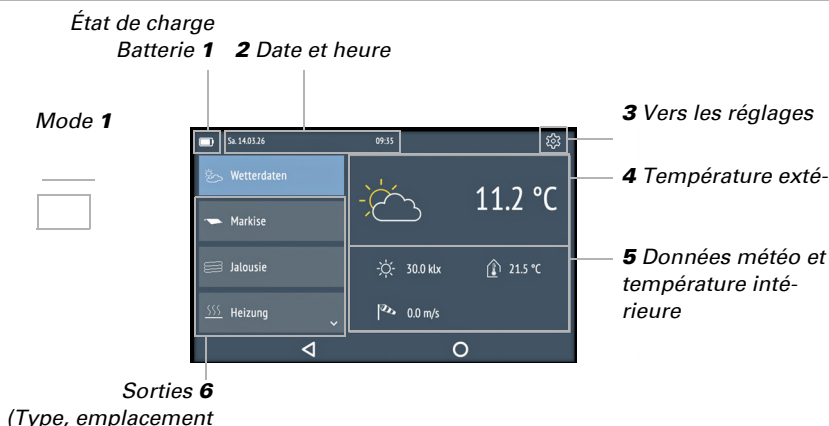 État de charge
Batterie 1
2 Date et heure
Mode 1
3 Vers les réglages
Sa. 14.03.26
09:35
Wetterdaten
11.2 °C
4 Température exté-
Markise
Jalousie
30.0 klx
21.5 °C
5 Données météo et
température inté-
rieure
Heizung
0.0 m/s
Sorties 6
(Type, emplacement